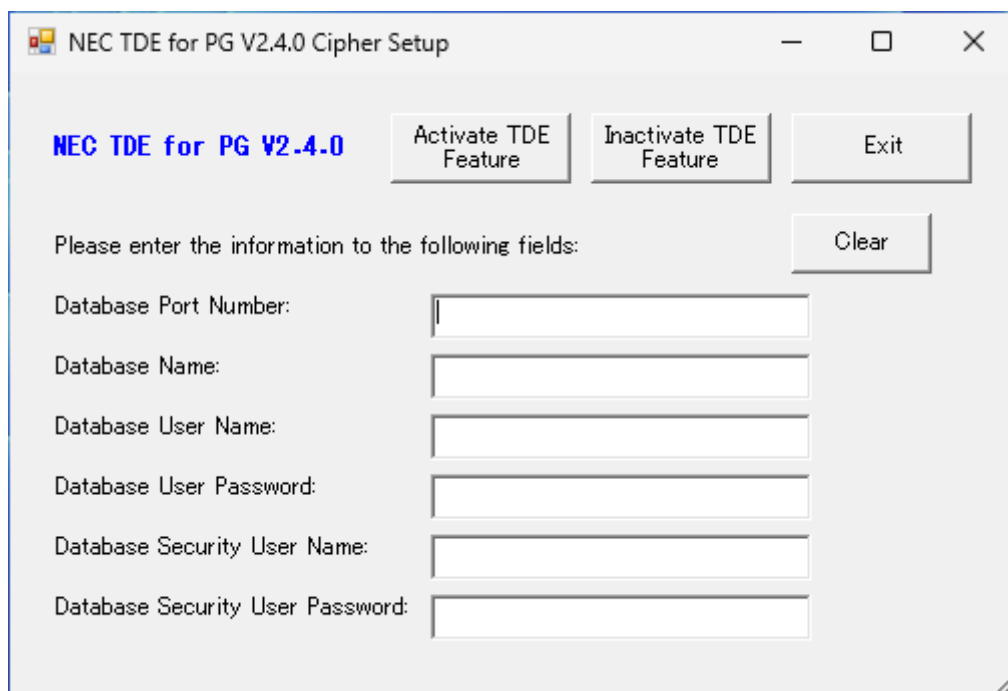 NEC TDE for PG V2.4.0 Cipher Setup
NEC TDE for PG V2.4.0
Activate TDE
Feature
Inactivate TDE
Feature
Exit
Please enter the information to the following fields:
Clear
Database Port Number:
Database Name:
Database User Name:
Database User Password:
Database Security User Name:
Database Security User Password: